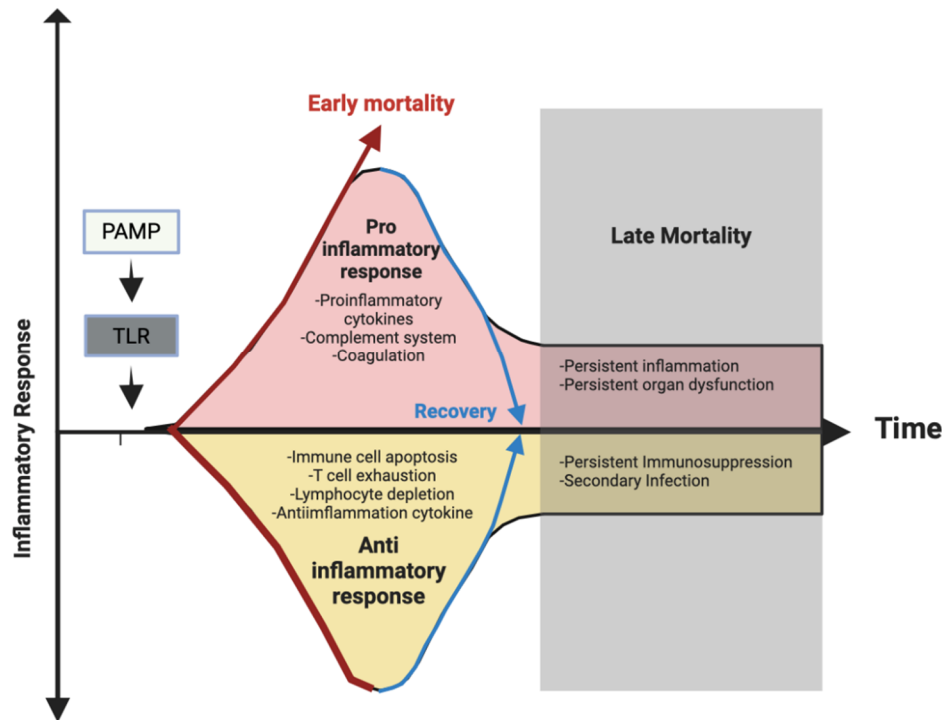 Early mortality
PAMP
TLR
Pro
inflammatory
response
-Proinflammatory
cytokines
-Complement system
-Coagulation
Recovery
Late Mortality
-Persistent inflammation
-Persistent organ dysfunction
Time
Inflammatory Response
-Immune cell apoptosis
-T cell exhaustion
-Lymphocyte depletion
-Antiimflammation cytokine
Anti
inflammatory
response
-Persistent Immunosuppression
-Secondary Infection